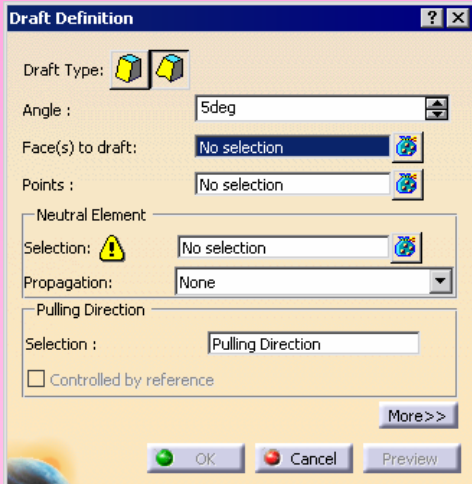 Draft Definition ? X
Draft Type:
Angle : 5deg
Face(s) to draft: No selection
Points : No selection
Neutral Element
Selection: No selection
Propagation: None
Pulling Direction
Selection : Pulling Direction
Controlled by reference
More>>
OK Cancel Preview